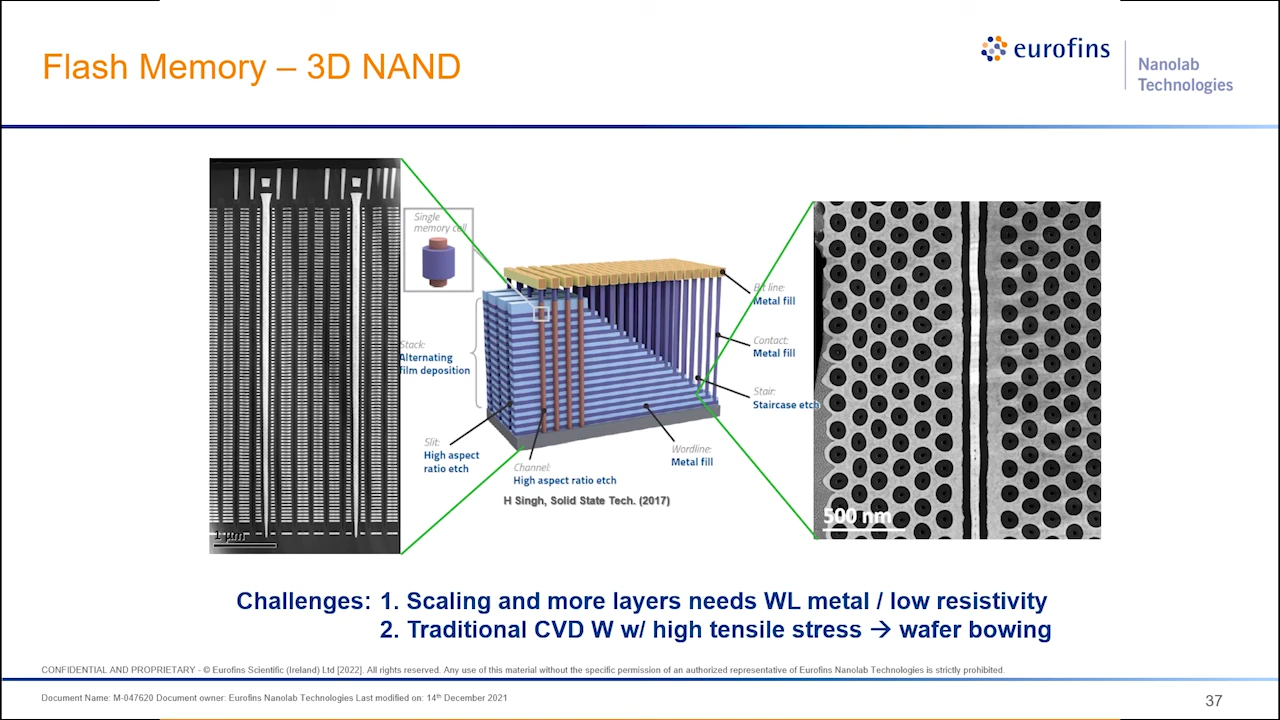 Flash Memory – 3D NAND
eurofins
Nanolab
Technologies
Single
memory cell
Bit line:
Metal fill
Contact:
Metal fill
Stack:
Alternating
film deposition
Stair:
Staircase etch
Slit:
High aspect
ratio etch
Wordline:
Metal fill
Channel:
High aspect ratio etch
H Singh, Solid State Tech. (2017)
1 µm
500 nm
Challenges: 1. Scaling and more layers needs WL metal / low resistivity
2. Traditional CVD W w/ high tensile stress → wafer bowing
CONFIDENTIAL AND PROPRIETARY - © Eurofins Scientific (Ireland) Ltd [2022]. All rights reserved. Any use of this material without the specific permission of an authorized representative of Eurofins Nanolab Technologies is strictly prohibited.
Document Name: M-047620 Document owner: Eurofins Nanolab Technologies Last modified on: 14th December 2021
37